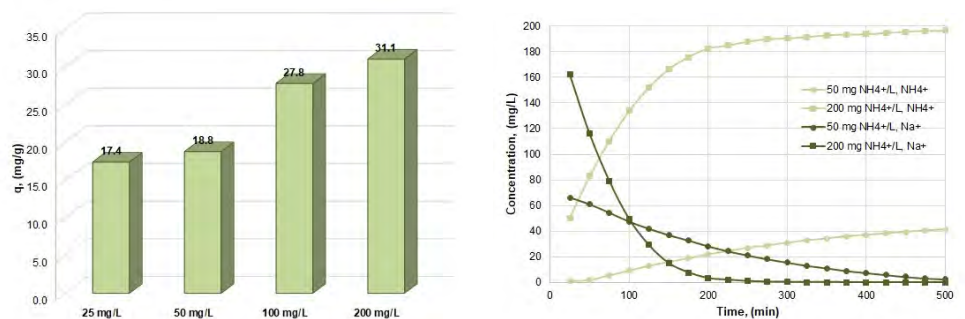 35.0
30.0
25.0
20.0
15.0
10.0
5.0
0.0
q, (mg/g)
17.4
18.8
27.8
31.1
25 mg/L
50 mg/L
100 mg/L
200 mg/L
200
180
160
140
120
100
80
60
40
20
0
Concentration, (mg/L)
50 mg NH4+/L, NH4+
200 mg NH4+/L, NH4+
50 mg NH4+/L, Na+
200 mg NH4+/L, Na+
0
100
200
300
400
500
Time, (min)